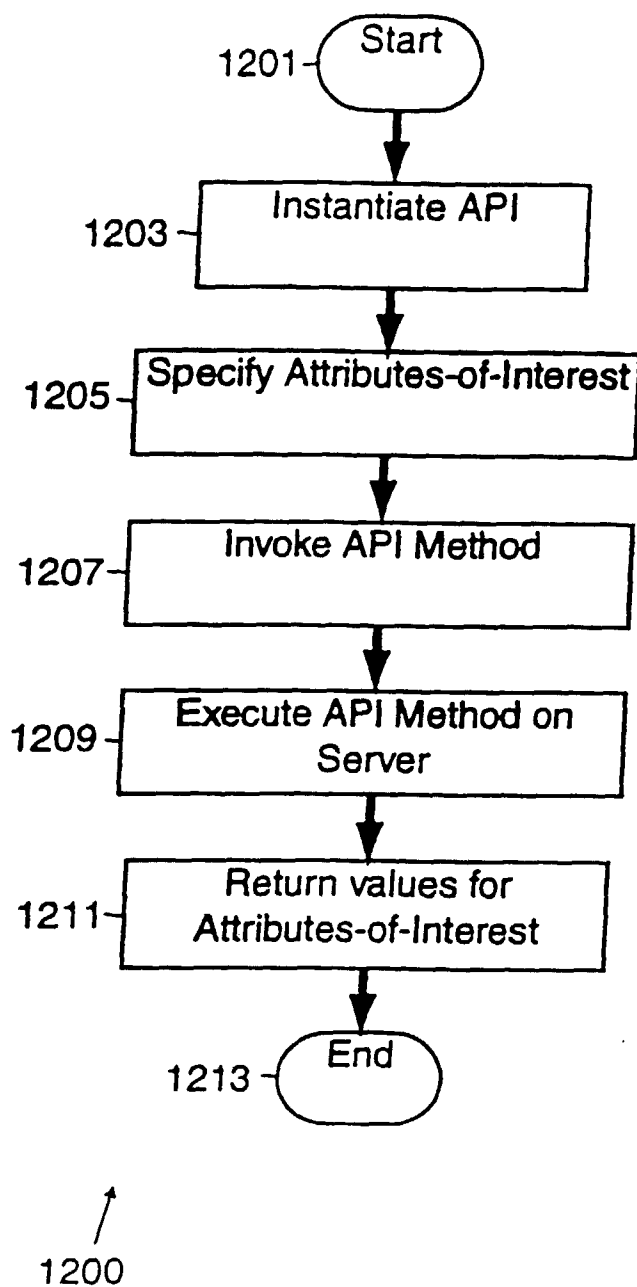 Start
1201
Instantiate API
1203
Specify Attributes-of-Interest
1205
Invoke API Method
1207
Execute API Method on
1209
Server
Return values for
1211
Attributes-of-Interest
End
1213
1200